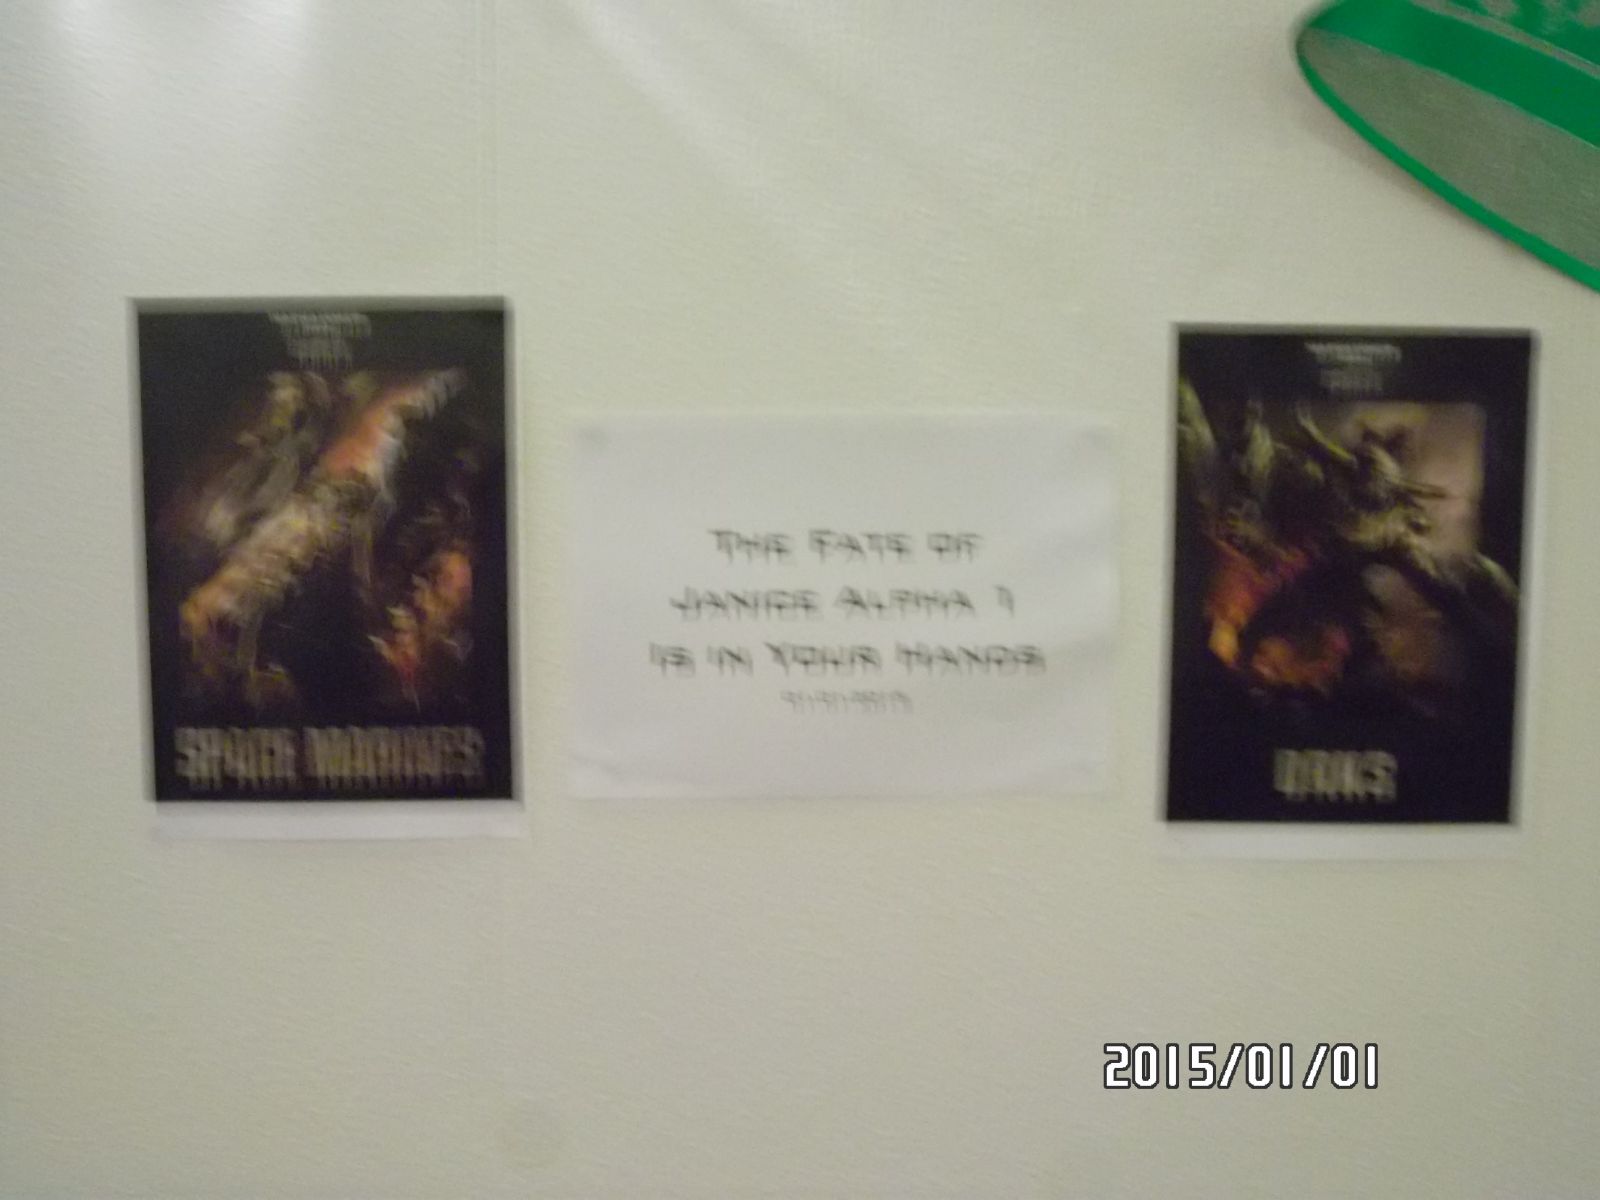 SPACE MARINES
THE FATE OF
JANICE ALPHA 1
IS IN YOUR HANDS
ORKS
2015/01/01